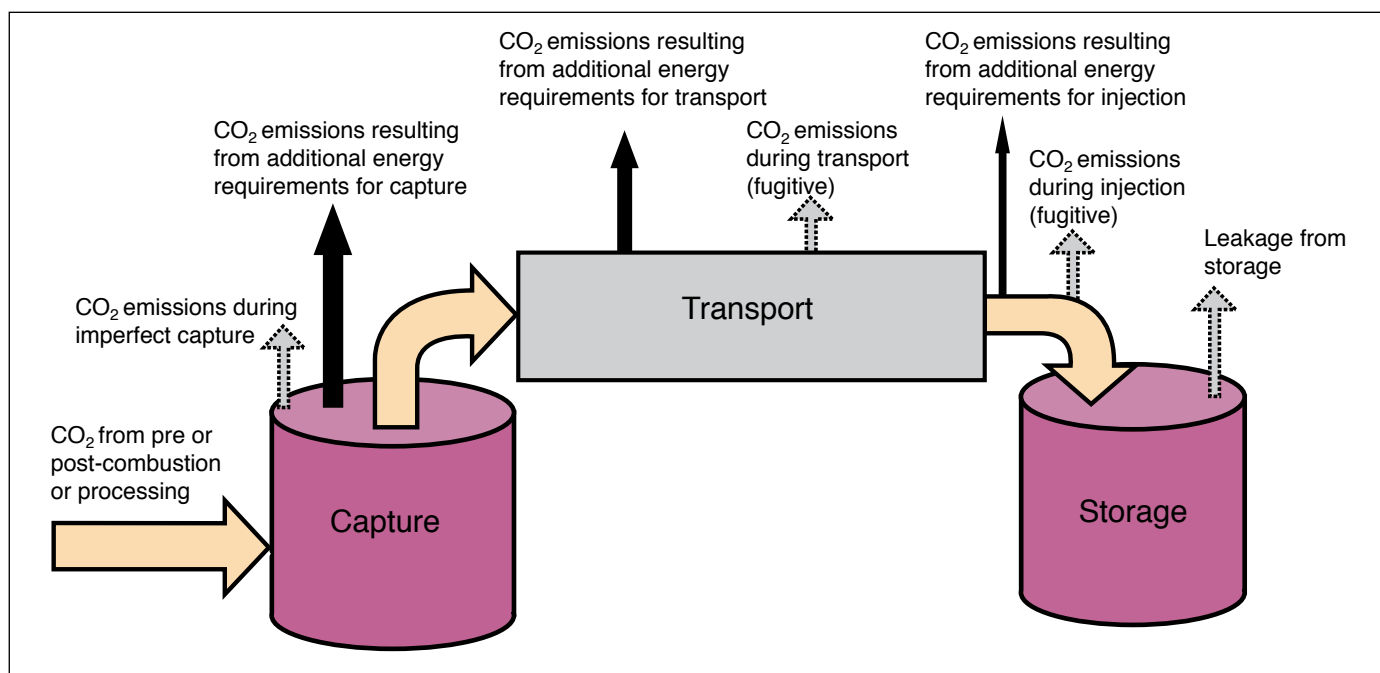 CO2 emissions resulting
from additional energy
requirements for transport
CO2 emissions resulting
from additional energy
requirements for injection
CO2 emissions resulting
from additional energy
requirements for capture
CO2 emissions
during transport
(fugitive)
CO2 emissions
during injection
(fugitive)
Leakage from
storage
CO2 emissions during
imperfect capture
Transport
CO2 from pre or
post-combustion
or processing
Capture
Storage